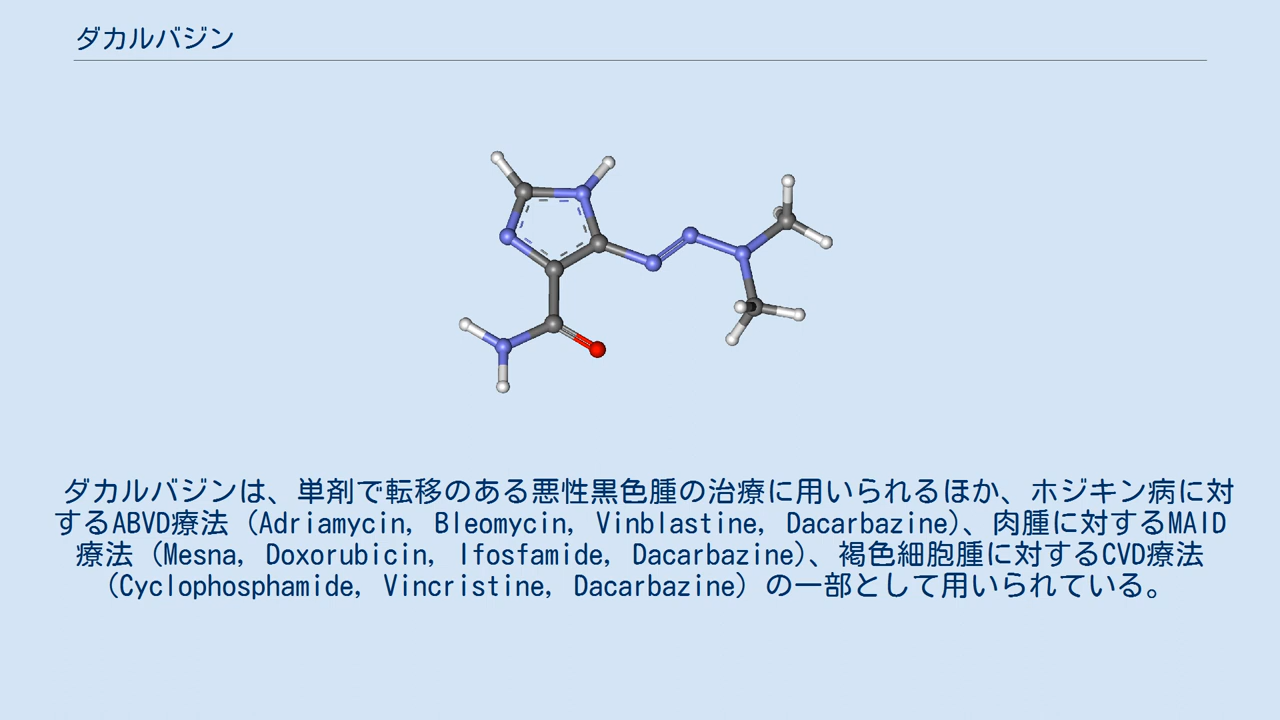 ダカルバジン
ダカルバジンは、単剤で転移のある悪性黒色腫の治療に用いられるほか、ホジキン病に対
するABVD療法 (Adriamycin, Bleomycin, Vinblastine, Dacarbazine)、肉腫に対するMAID
療法 (Mesna, Doxorubicin, Ifosfamide, Dacarbazine)、褐色細胞腫に対するCVD療法
(Cyclophosphamide, Vincristine, Dacarbazine) の一部として用いられている。